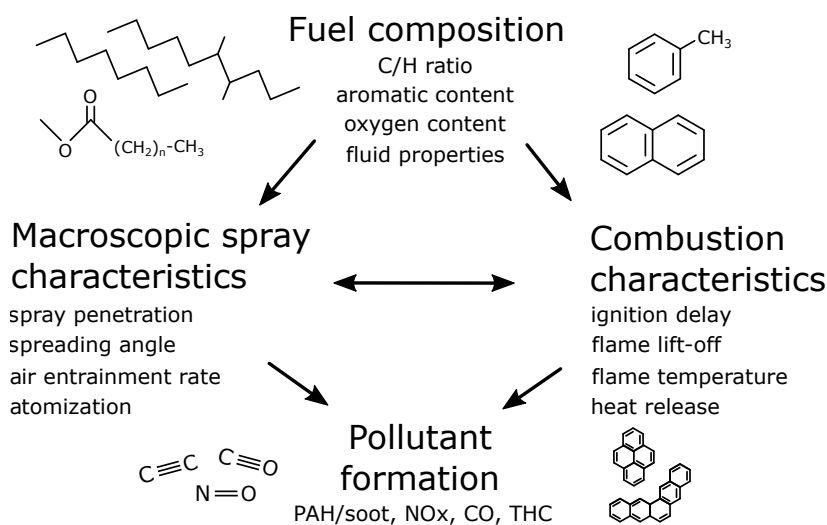 Fuel composition
C/H ratio
aromatic content
oxygen content
fluid properties
O
O
(CH2)n-CH3
CH3
Macroscopic spray
characteristics
spray penetration
spreading angle
air entrainment rate
atomization
Combustion
characteristics
ignition delay
flame lift-off
flame temperature
heat release
Pollutant
formation
PAH/soot, NOx, CO, THC
C≡C
C≡O
N=O